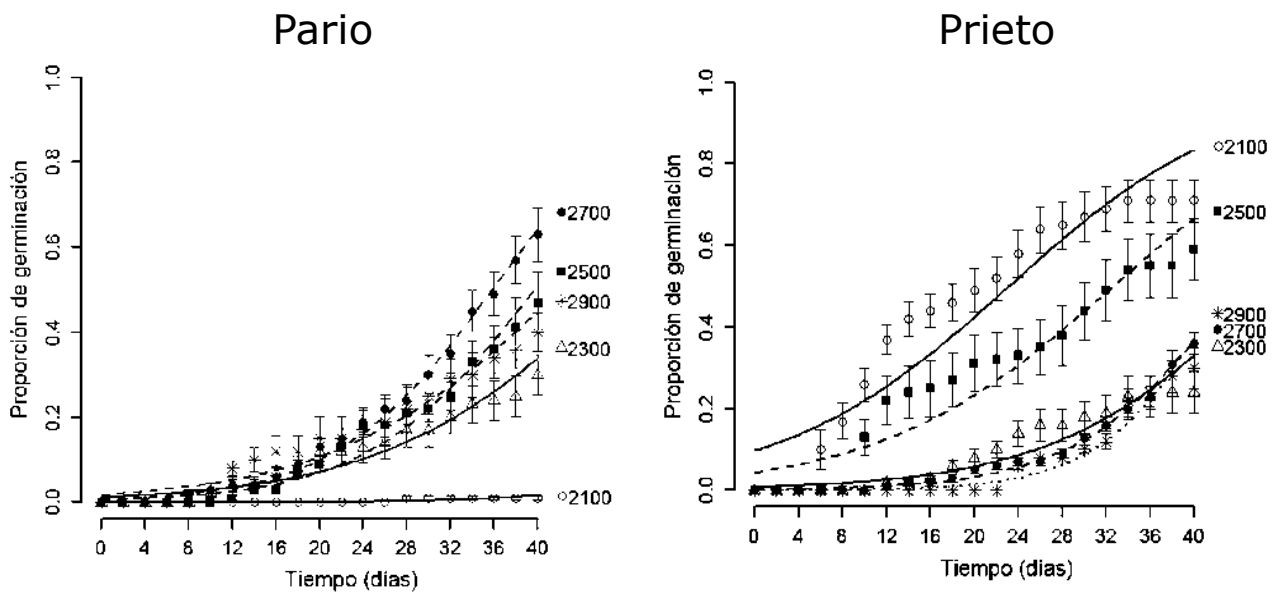 Pario
Proporción de germinación
1.0
0.8
0.6
0.4
0.2
0.0
2700
2500
2900
2300
2100
0 4 8 12 16 20 24 28 32 36 40
Tiempo (días)
Prieto
Proporción de germinación
1.0
0.8
0.6
0.4
0.2
0.0
2100
2500
2900
2700
2300
0 4 8 12 16 20 24 28 32 36 40
Tiempo (días)